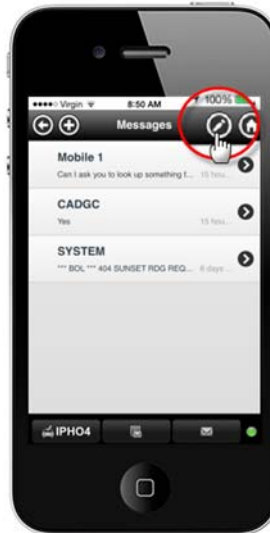 ●●●●○ Virgin 8:50 AM 100%
Messages
Mobile 1
Can I ask you to look up something f... 15 hou...
CADGC
Yes 15 hou...
SYSTEM
*** BOL *** 404 SUNSET RDG REQ... 6 days ...
IPHO4